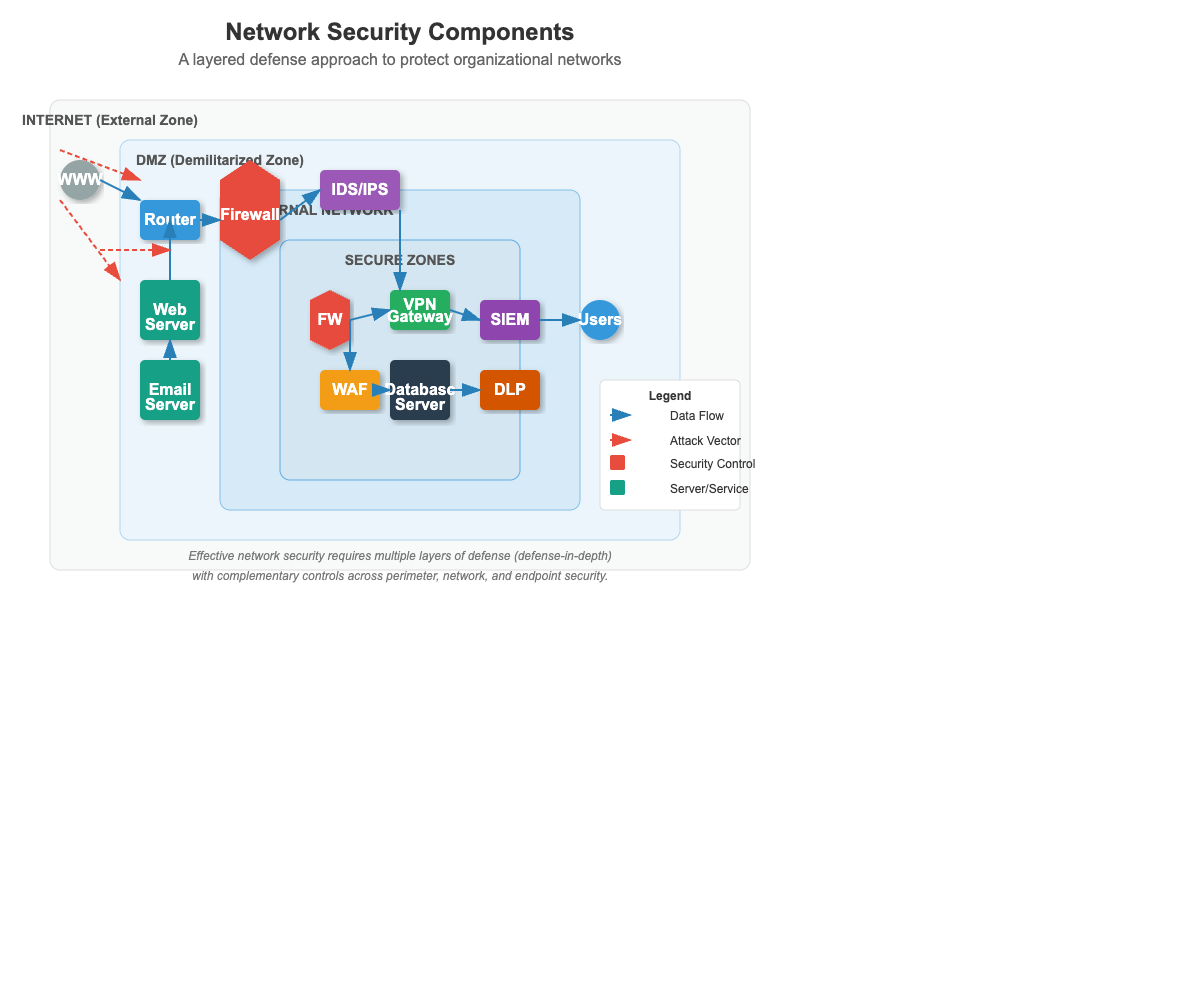 Network Security Components
A layered defense approach to protect organizational networks
INTERNET (External Zone)
DMZ (Demilitarized Zone)
WWW
Router
Firewall
IDS/IPS
RNAL NETWORK
SECURE ZONES
Web
Server
Email
Server
FW
VPN
Gateway
SIEM
Users
WAF
Database
Server
DLP
Legend
Data Flow
Attack Vector
Security Control
Server/Service
Effective network security requires multiple layers of defense (defense-in-depth)
with complementary controls across perimeter, network, and endpoint security.